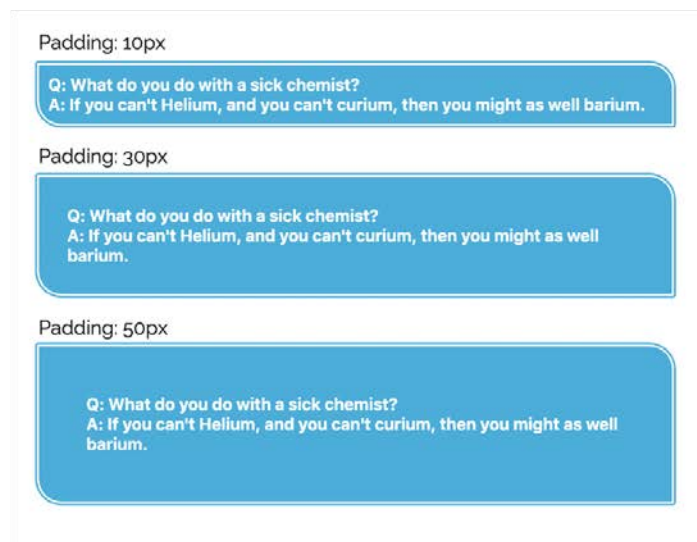 Padding: 10px
Q: What do you do with a sick chemist?
A: If you can't Helium, and you can't curium, then you might as well barium.
Padding: 30px
Q: What do you do with a sick chemist?
A: If you can't Helium, and you can't curium, then you might as well
barium.
Padding: 50px
Q: What do you do with a sick chemist?
A: If you can't Helium, and you can't curium, then you might as well
barium.